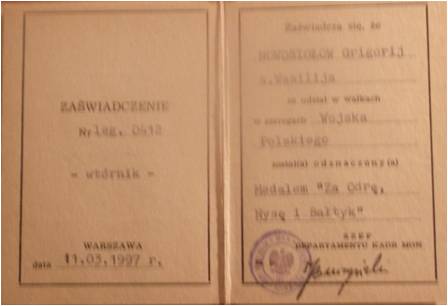 ZAŚWIADCZENIE
Nr leg. 0412
- wtórnik -
WARSZAWA
data 11.03.1997 r.
Zaświadcza się, że
NOWOSIOŁOW Grigorij
s.Wasilija
za udział w walkach
w szeregach Wojska
Polskiego
został(a) odznaczony(a)
Medalem "Za Odrę,
Nysę i Bałtyk"
SZEF
DEPARTAMENTU KADR MON